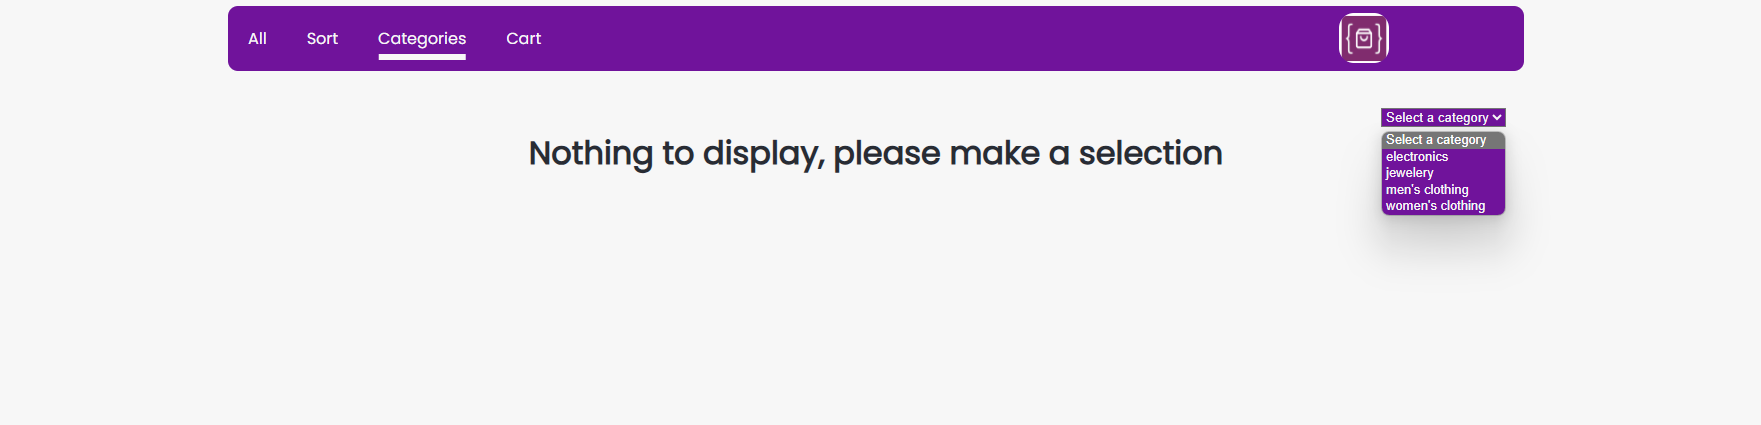 All Sort Categories Cart
Select a category
Nothing to display, please make a selection
Select a category
electronics
jewelery
men's clothing
women's clothing